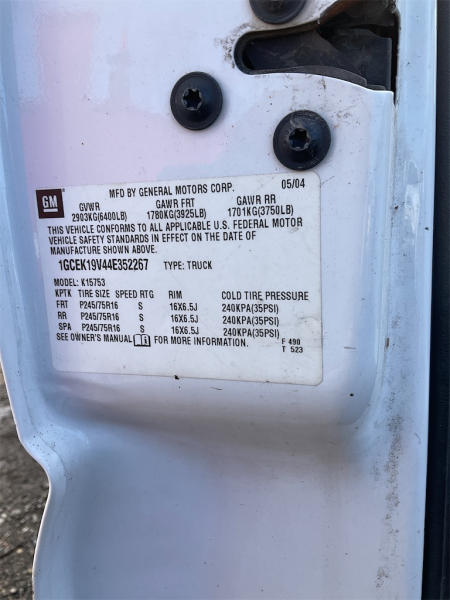 GM
MFD BY GENERAL MOTORS CORP. 05/04
GVWR GAWR FRT GAWR RR
2903KG(6400LB) 1780KG(3925LB) 1701KG(3750LB)
THIS VEHICLE CONFORMS TO ALL APPLICABLE U.S. FEDERAL MOTOR
VEHICLE SAFETY STANDARDS IN EFFECT ON THE DATE OF
MANUFACTURE SHOWN ABOVE.
1GCEK19V44E352267 TYPE: TRUCK
MODEL: K15753
KPTK TIRE SIZE SPEED RTG RIM COLD TIRE PRESSURE
FRT P245/75R16 S 16X6.5J 240KPA(35PSI)
RR P245/75R16 S 16X6.5J 240KPA(35PSI)
SPA P245/75R16 S 16X6.5J 240KPA(35PSI)
SEE OWNER'S MANUAL FOR MORE INFORMATION. F 490
T 523